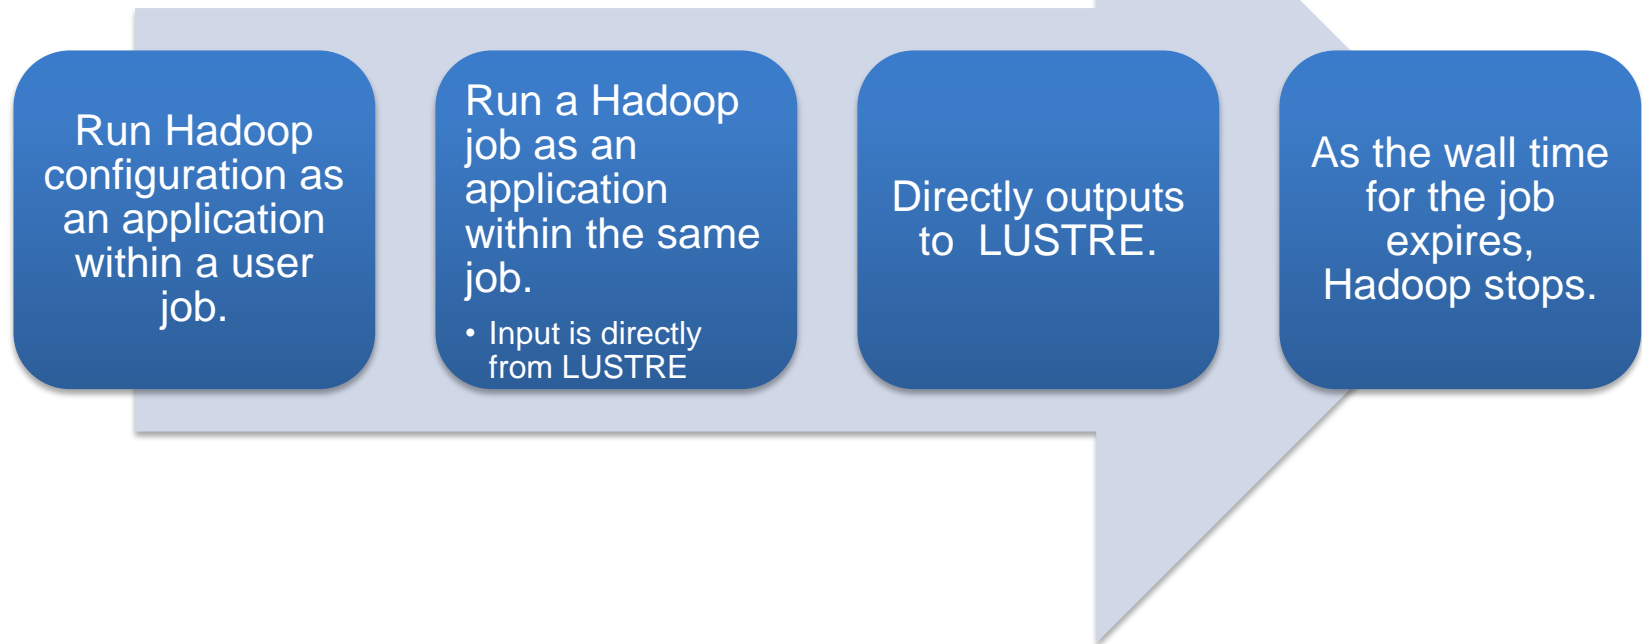 Run Hadoop
configuration as
an application
within a user
job.
Run a Hadoop
job as an
application
within the same
job.
• Input is directly
from LUSTRE
Directly outputs
to LUSTRE.
As the wall time
for the job
expires,
Hadoop stops.